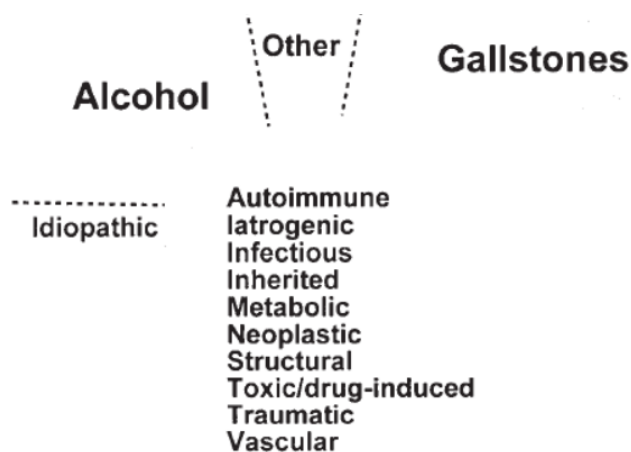 Other
Gallstones
Alcohol
Idiopathic
Autoimmune
Iatrogenic
Infectious
Inherited
Metabolic
Neoplastic
Structural
Toxic/drug-induced
Traumatic
Vascular